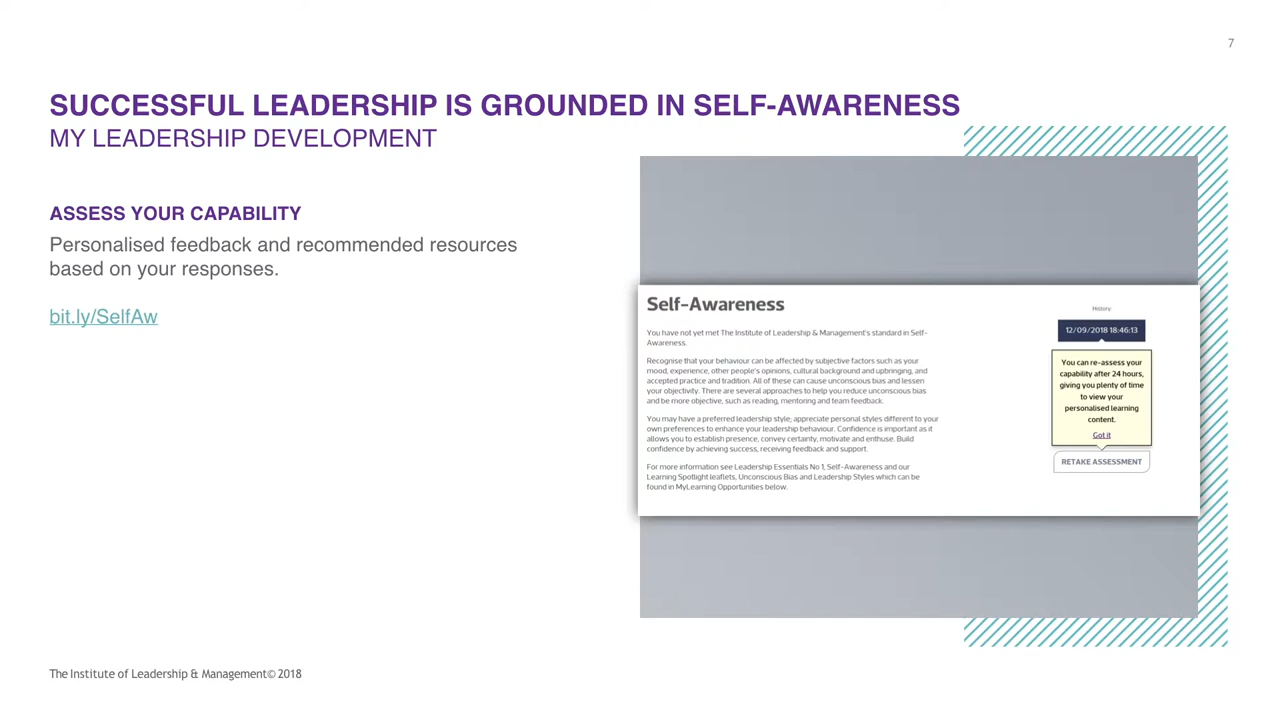 7
SUCCESSFUL LEADERSHIP IS GROUNDED IN SELF-AWARENESS
MY LEADERSHIP DEVELOPMENT
ASSESS YOUR CAPABILITY
Personalised feedback and recommended resources
based on your responses.
bit.ly/SelfAw
Self-Awareness
You have not yet met The Institute of Leadership & Management's standard in Self-
Awareness.
Recognise that your behaviour can be affected by subjective factors such as your
mood, experience, other people's opinions, cultural background and upbringing, and
accepted practice and tradition. All of these can cause unconscious bias and lessen
your objectivity. There are several approaches to help you reduce unconscious bias
and be more objective, such as reading, mentoring and team feedback.
You may have a preferred leadership style; appreciate personal styles different to your
own preferences to enhance your leadership behaviour. Confidence is important as it
allows you to establish presence, convey certainty, motivate and enthuse. Build
confidence by achieving success, receiving feedback and support.
For more information see Leadership Essentials No 1, Self-Awareness and our
Learning Spotlight leaflets, Unconscious Bias and Leadership Styles which can be
found in MyLearning Opportunities below.
History:
12/09/2018 18:46:13
You can re-assess your
capability after 24 hours,
giving you plenty of time
to view your
personalised learning
content.
Got it
RETAKE ASSESSMENT
The Institute of Leadership & Management© 2018